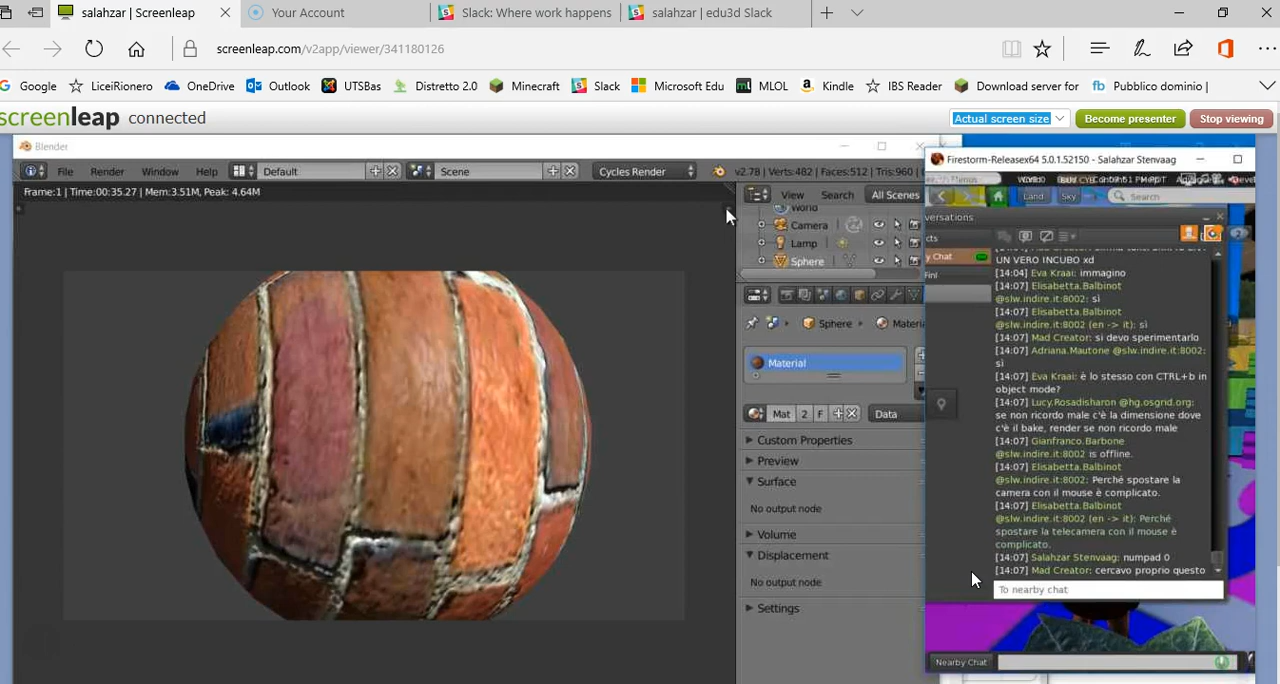 salahzar | Screenleap
Your Account
Slack: Where work happens
salahzar | edu3d Slack
screenleap.com/v2app/viewer/341180126
Google
LiceiRionero
OneDrive
Outlook
UTSBas
Distretto 2.0
Minecraft
Slack
Microsoft Edu
MLOL
Kindle
IBS Reader
Download server for
Pubblico dominio |
screenleap connected
Actual screen size
Become presenter
Stop viewing
Blender
File
Render
Window
Help
Default
Scene
Cycles Render
v2.78 | Verts:482 | Faces:512 | Tris:960
Frame:1 | Time:00:35.27 | Mem:3.51M, Peak: 4.64M
View
Search
All Scenes
World
Camera
Lamp
Sphere
Sphere
Materi
Material
Mat
2
F
Data
Custom Properties
Preview
Surface
No output node
Volume
Displacement
No output node
Settings
Firestorm-Releasex64 5.0.1.52150 - Salahzar Stenvaag
Land
Sky
Search
versations
cts
y Chat
UN VERO INCUBO xd
[14:04] Eva Kraai: immagino
[14:07] Elisabetta.Balbinot
@slw.indire.it:8002: sì
[14:07] Elisabetta.Balbinot
@slw.indire.it:8002 (en -> it): sì
[14:07] Mad Creator: si devo sperimentarlo
[14:07] Adriana.Mautone @slw.indire.it:8002:
sì
[14:07] Eva Kraai: è lo stesso con CTRL+b in
object mode?
[14:07] Lucy.Rosadisharon @hg.osgrid.org:
se non ricordo male c'è la dimensione dove
c'è il bake, render se non ricordo male
[14:07] Gianfranco.Barbone
@slw.indire.it:8002 is offline.
[14:07] Elisabetta.Balbinot
@slw.indire.it:8002: Perché spostare la
camera con il mouse è complicato.
[14:07] Elisabetta.Balbinot
@slw.indire.it:8002 (en -> it): Perché
spostare la telecamera con il mouse è
complicato.
[14:07] Salahzar Stenvaag: numpad 0
[14:07] Mad Creator: cercavo proprio questo
To nearby chat
Nearby Chat